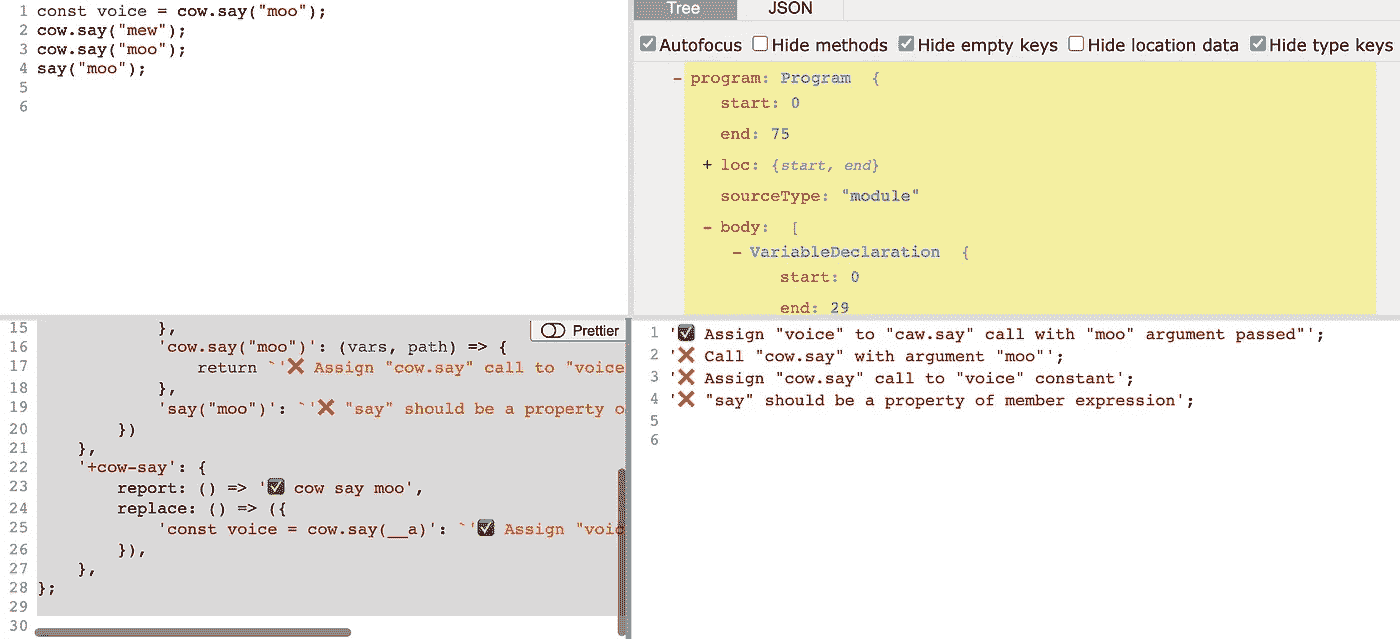 1 const voice = cow.say("moo");
2 cow.say("mew");
3 cow.say("moo");
4 say("moo");
5
6
Tree JSON
Autofocus Hide methods Hide empty keys Hide location data Hide type keys
- program: Program {
start: 0
end: 75
+ loc: {start, end}
sourceType: "module"
- body: [
- VariableDeclaration {
start: 0
end: 29
15 },
Prettier
16 'cow.say("moo")': (vars, path) => {
17 return `'❌ Assign "cow.say" call to "voice
18 },
19 'say("moo")': `'❌ "say" should be a property o
20 })
21 },
22 '+cow-say': {
23 report: () => '☑ cow say moo',
24 replace: () => ({
25 'const voice = cow.say(__a)': `'☑ Assign "voic
26 }),
27 },
28 };
29
30
1 '☑ Assign "voice" to "caw.say" call with "moo" argument passed"';
2 '❌ Call "cow.say" with argument "moo"';
3 '❌ Assign "cow.say" call to "voice" constant';
4 '❌ "say" should be a property of member expression';
5
6